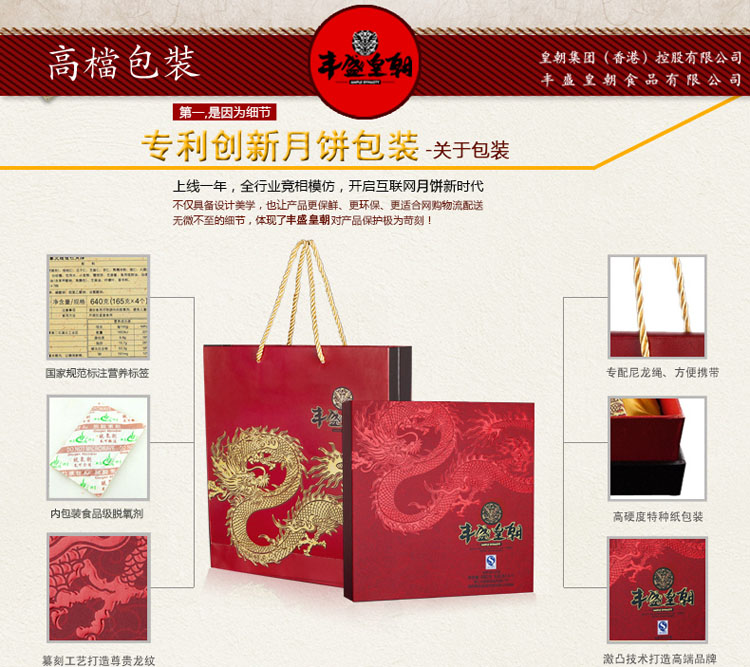 高檔包裝
丰盛皇朝
AMPLE DYNASTY
皇朝集团（香港）控股有限公司
丰盛皇朝食品有限公司
第一,是因为细节
专利创新月饼包装 -关于包装
上线一年，全行业竞相模仿，开启互联网月饼新时代
不仅具备设计美学，也让产品更保鲜、更环保、更适合网购物流配送
无微不至的细节，体现了丰盛皇朝对产品保护极为苛刻！
净含量/规格 640克(165克×4个)
国家规范标注营养标签
专配尼龙绳、方便携带
丰盛皇朝
丰盛皇朝
内包装食品级脱氧剂
高硬度特种纸包装
丰盛皇朝
纂刻工艺打造尊贵龙纹
激凸技术打造高端品牌